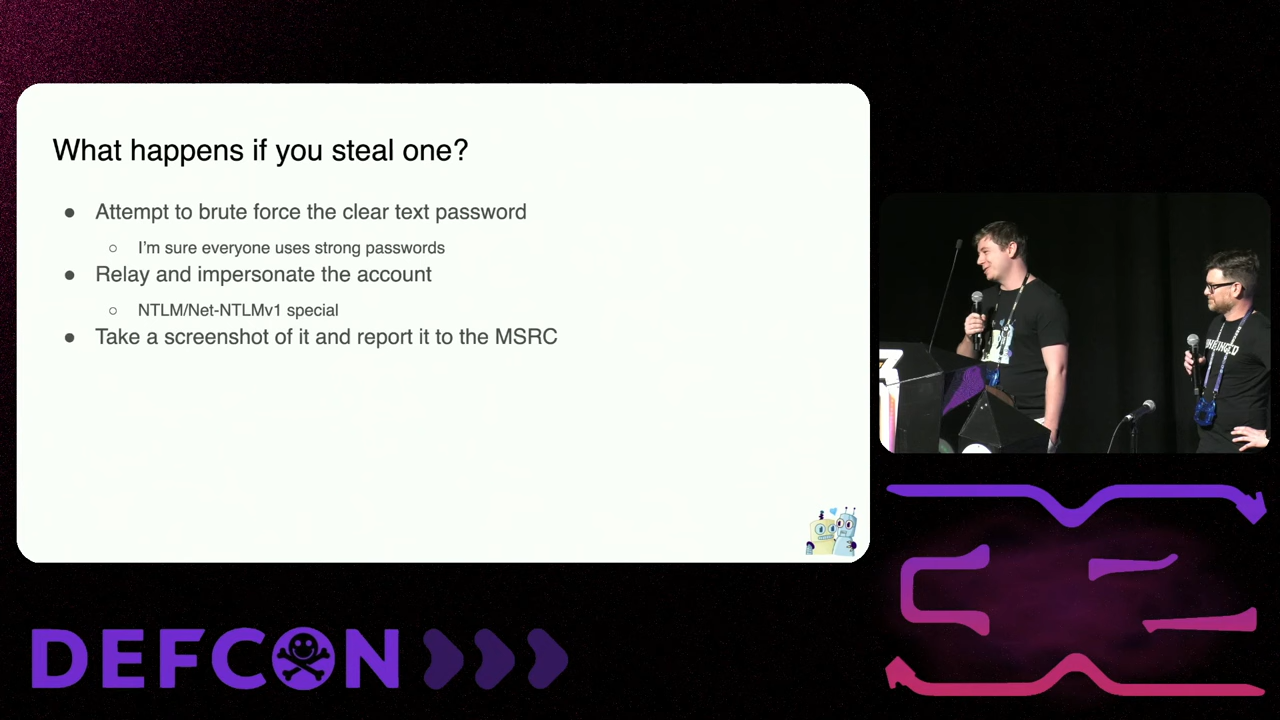 What happens if you steal one?
● Attempt to brute force the clear text password
○ I'm sure everyone uses strong passwords
● Relay and impersonate the account
○ NTLM/Net-NTLMv1 special
● Take a screenshot of it and report it to the MSRC
UNHINGED
DEFCON